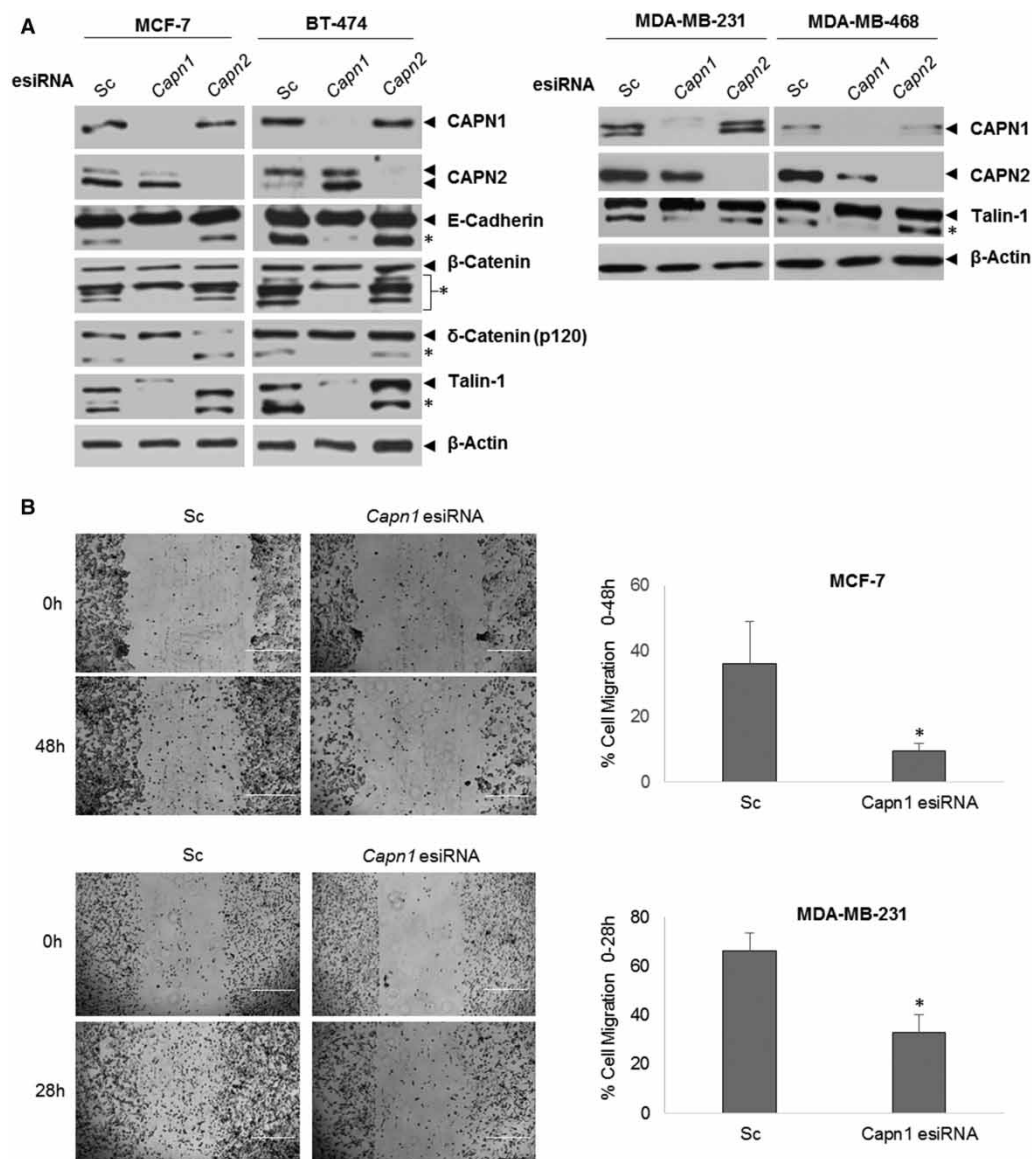 A
MCF-7 BT-474
esiRNA Sc Capn1 Capn2 Sc Capn1 Capn2
CAPN1
CAPN2
E-Cadherin
*
β-Catenin
*
δ-Catenin (p120)
*
Talin-1
*
β-Actin
MDA-MB-231 MDA-MB-468
esiRNA Sc Capn1 Capn2 Sc Capn1 Capn2
CAPN1
CAPN2
Talin-1
*
β-Actin
B
Sc Capn1 esiRNA
0h
48h
MCF-7
% Cell Migration 0-48h
60
40
20
0
*
Sc Capn1 esiRNA
Sc Capn1 esiRNA
0h
28h
MDA-MB-231
% Cell Migration 0-28h
80
60
40
20
0
*
Sc Capn1 esiRNA